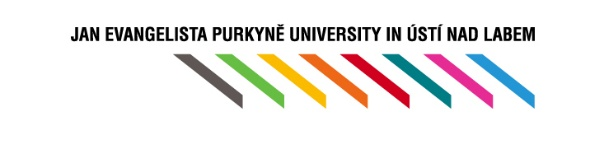 JAN EVANGELISTA PURKYNĚ UNIVERSITY IN ÚSTÍ NAD LABEM